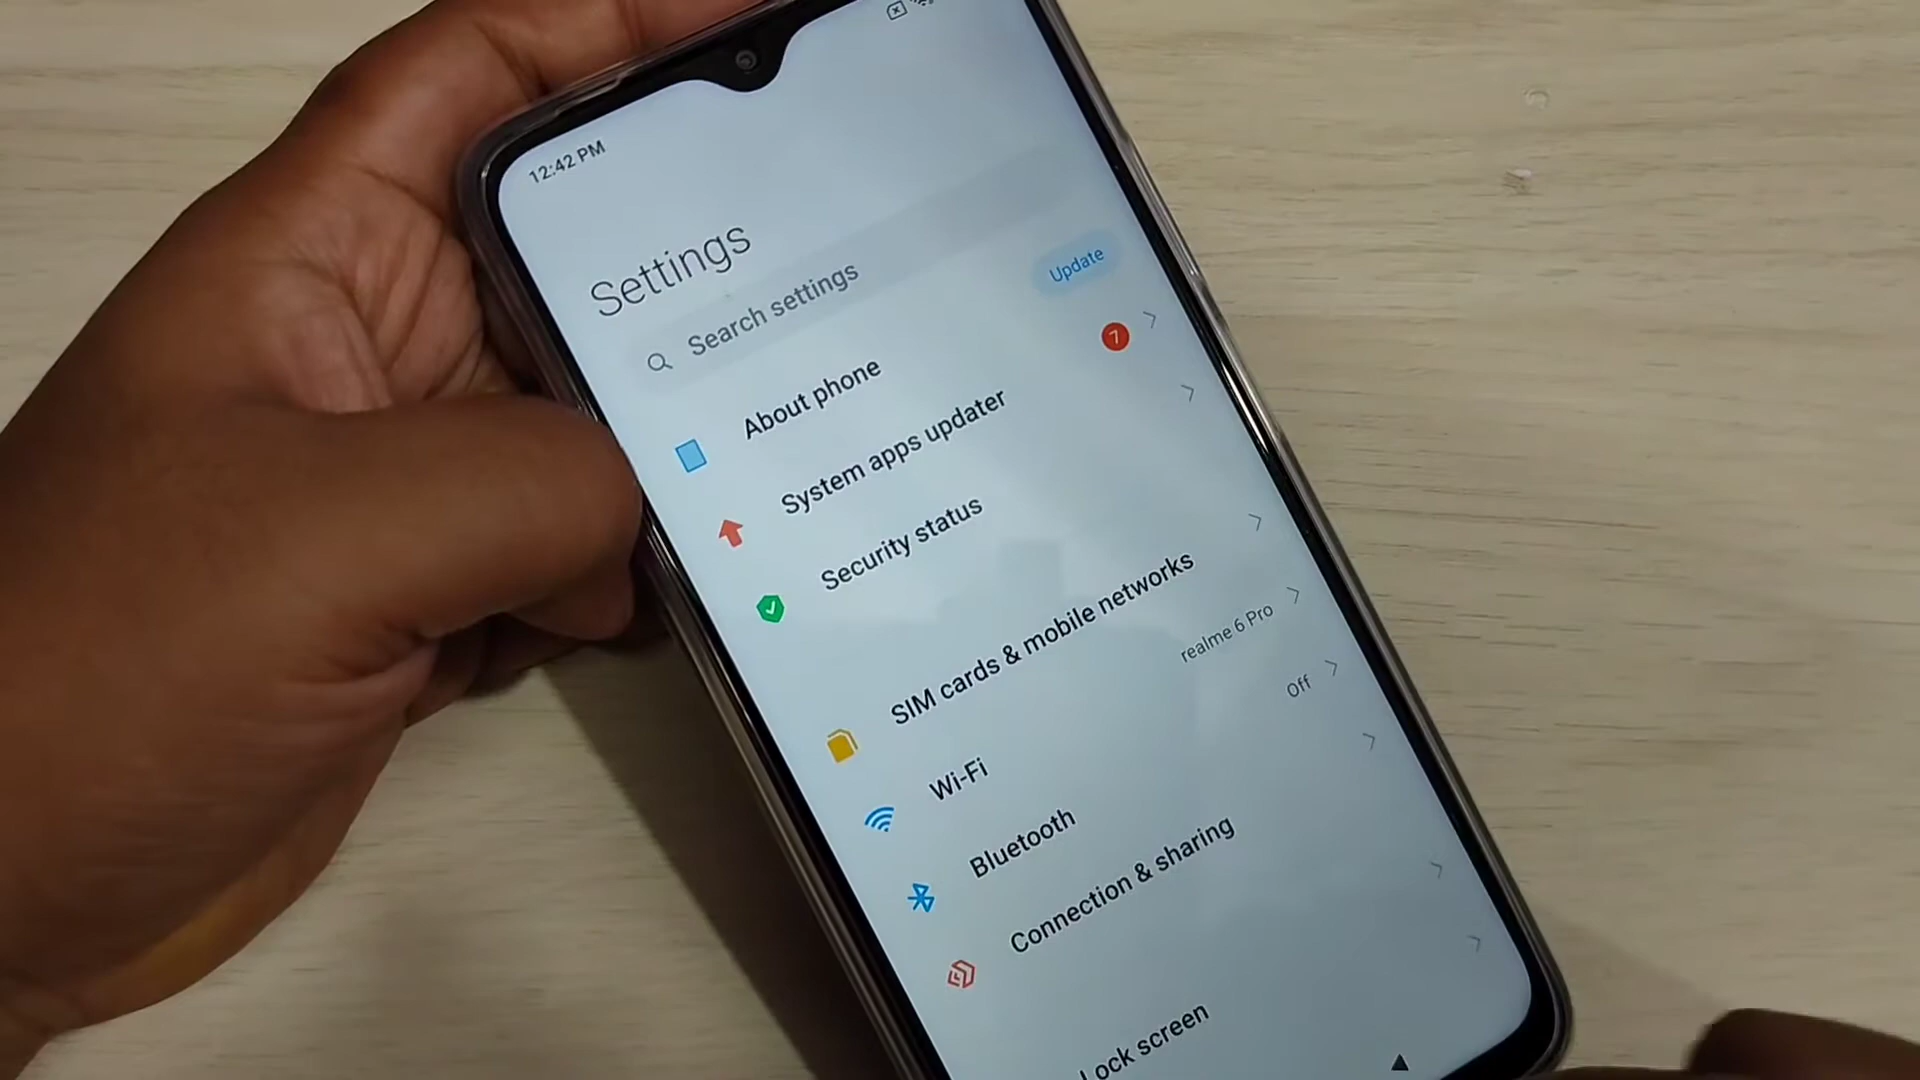 12:42 PM
Settings
Search settings
About phone
Update
System apps updater
7
Security status
SIM cards & mobile networks
Wi-Fi
realme 6 Pro
Bluetooth
Off
Connection & sharing
Lock screen